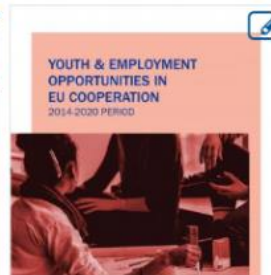 YOUTH & EMPLOYMENT
OPPORTUNITIES IN
EU COOPERATION
2014-2020 PERIOD